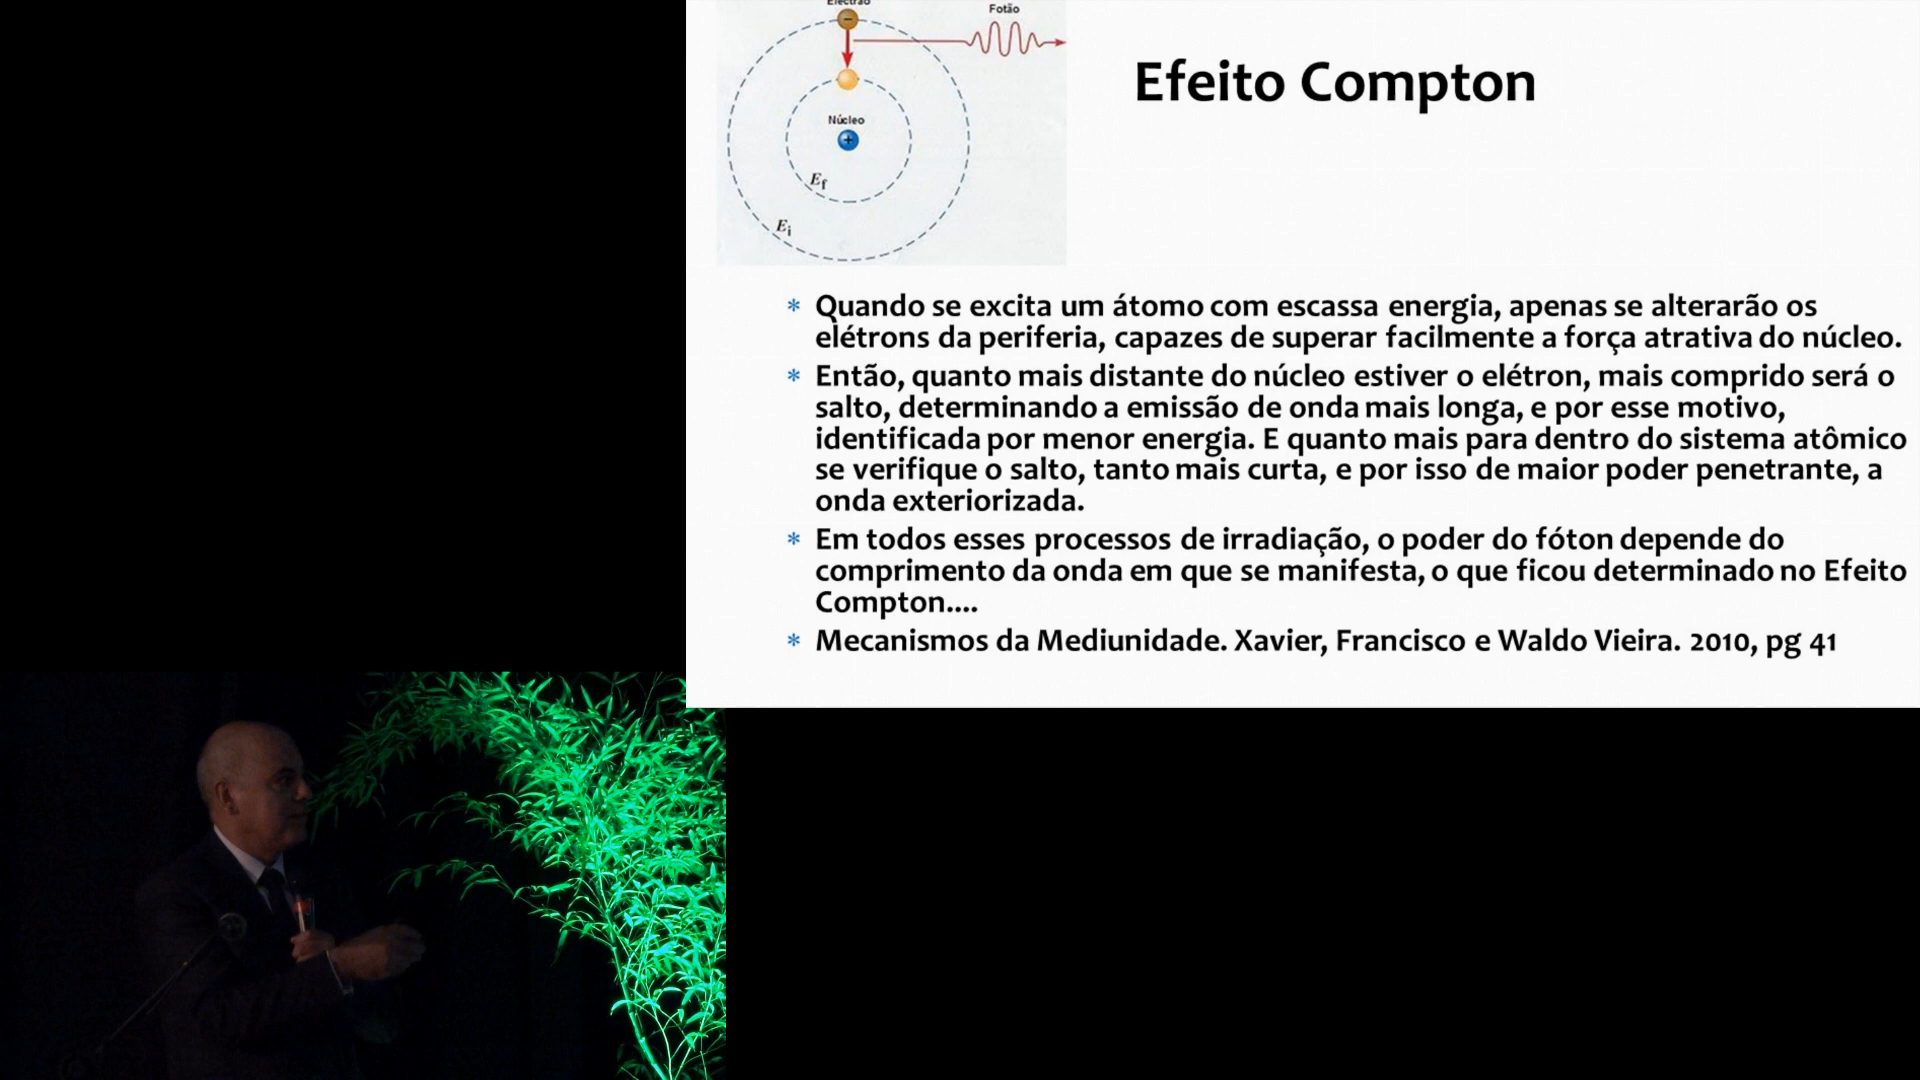 Electrão
Fotão
Efeito Compton
Núcleo
+
Ef
Ei
* Quando se excita um átomo com escassa energia, apenas se alterarão os
elétrons da periferia, capazes de superar facilmente a força atrativa do núcleo.
* Então, quanto mais distante do núcleo estiver o elétron, mais comprido será o
salto, determinando a emissão de onda mais longa, e por esse motivo,
identificada por menor energia. E quanto mais para dentro do sistema atômico
se verifique o salto, tanto mais curta, e por isso de maior poder penetrante, a
onda exteriorizada.
* Em todos esses processos de irradiação, o poder do fóton depende do
comprimento da onda em que se manifesta, o que ficou determinado no Efeito
Compton....
* Mecanismos da Mediunidade. Xavier, Francisco e Waldo Vieira. 2010, pg 41